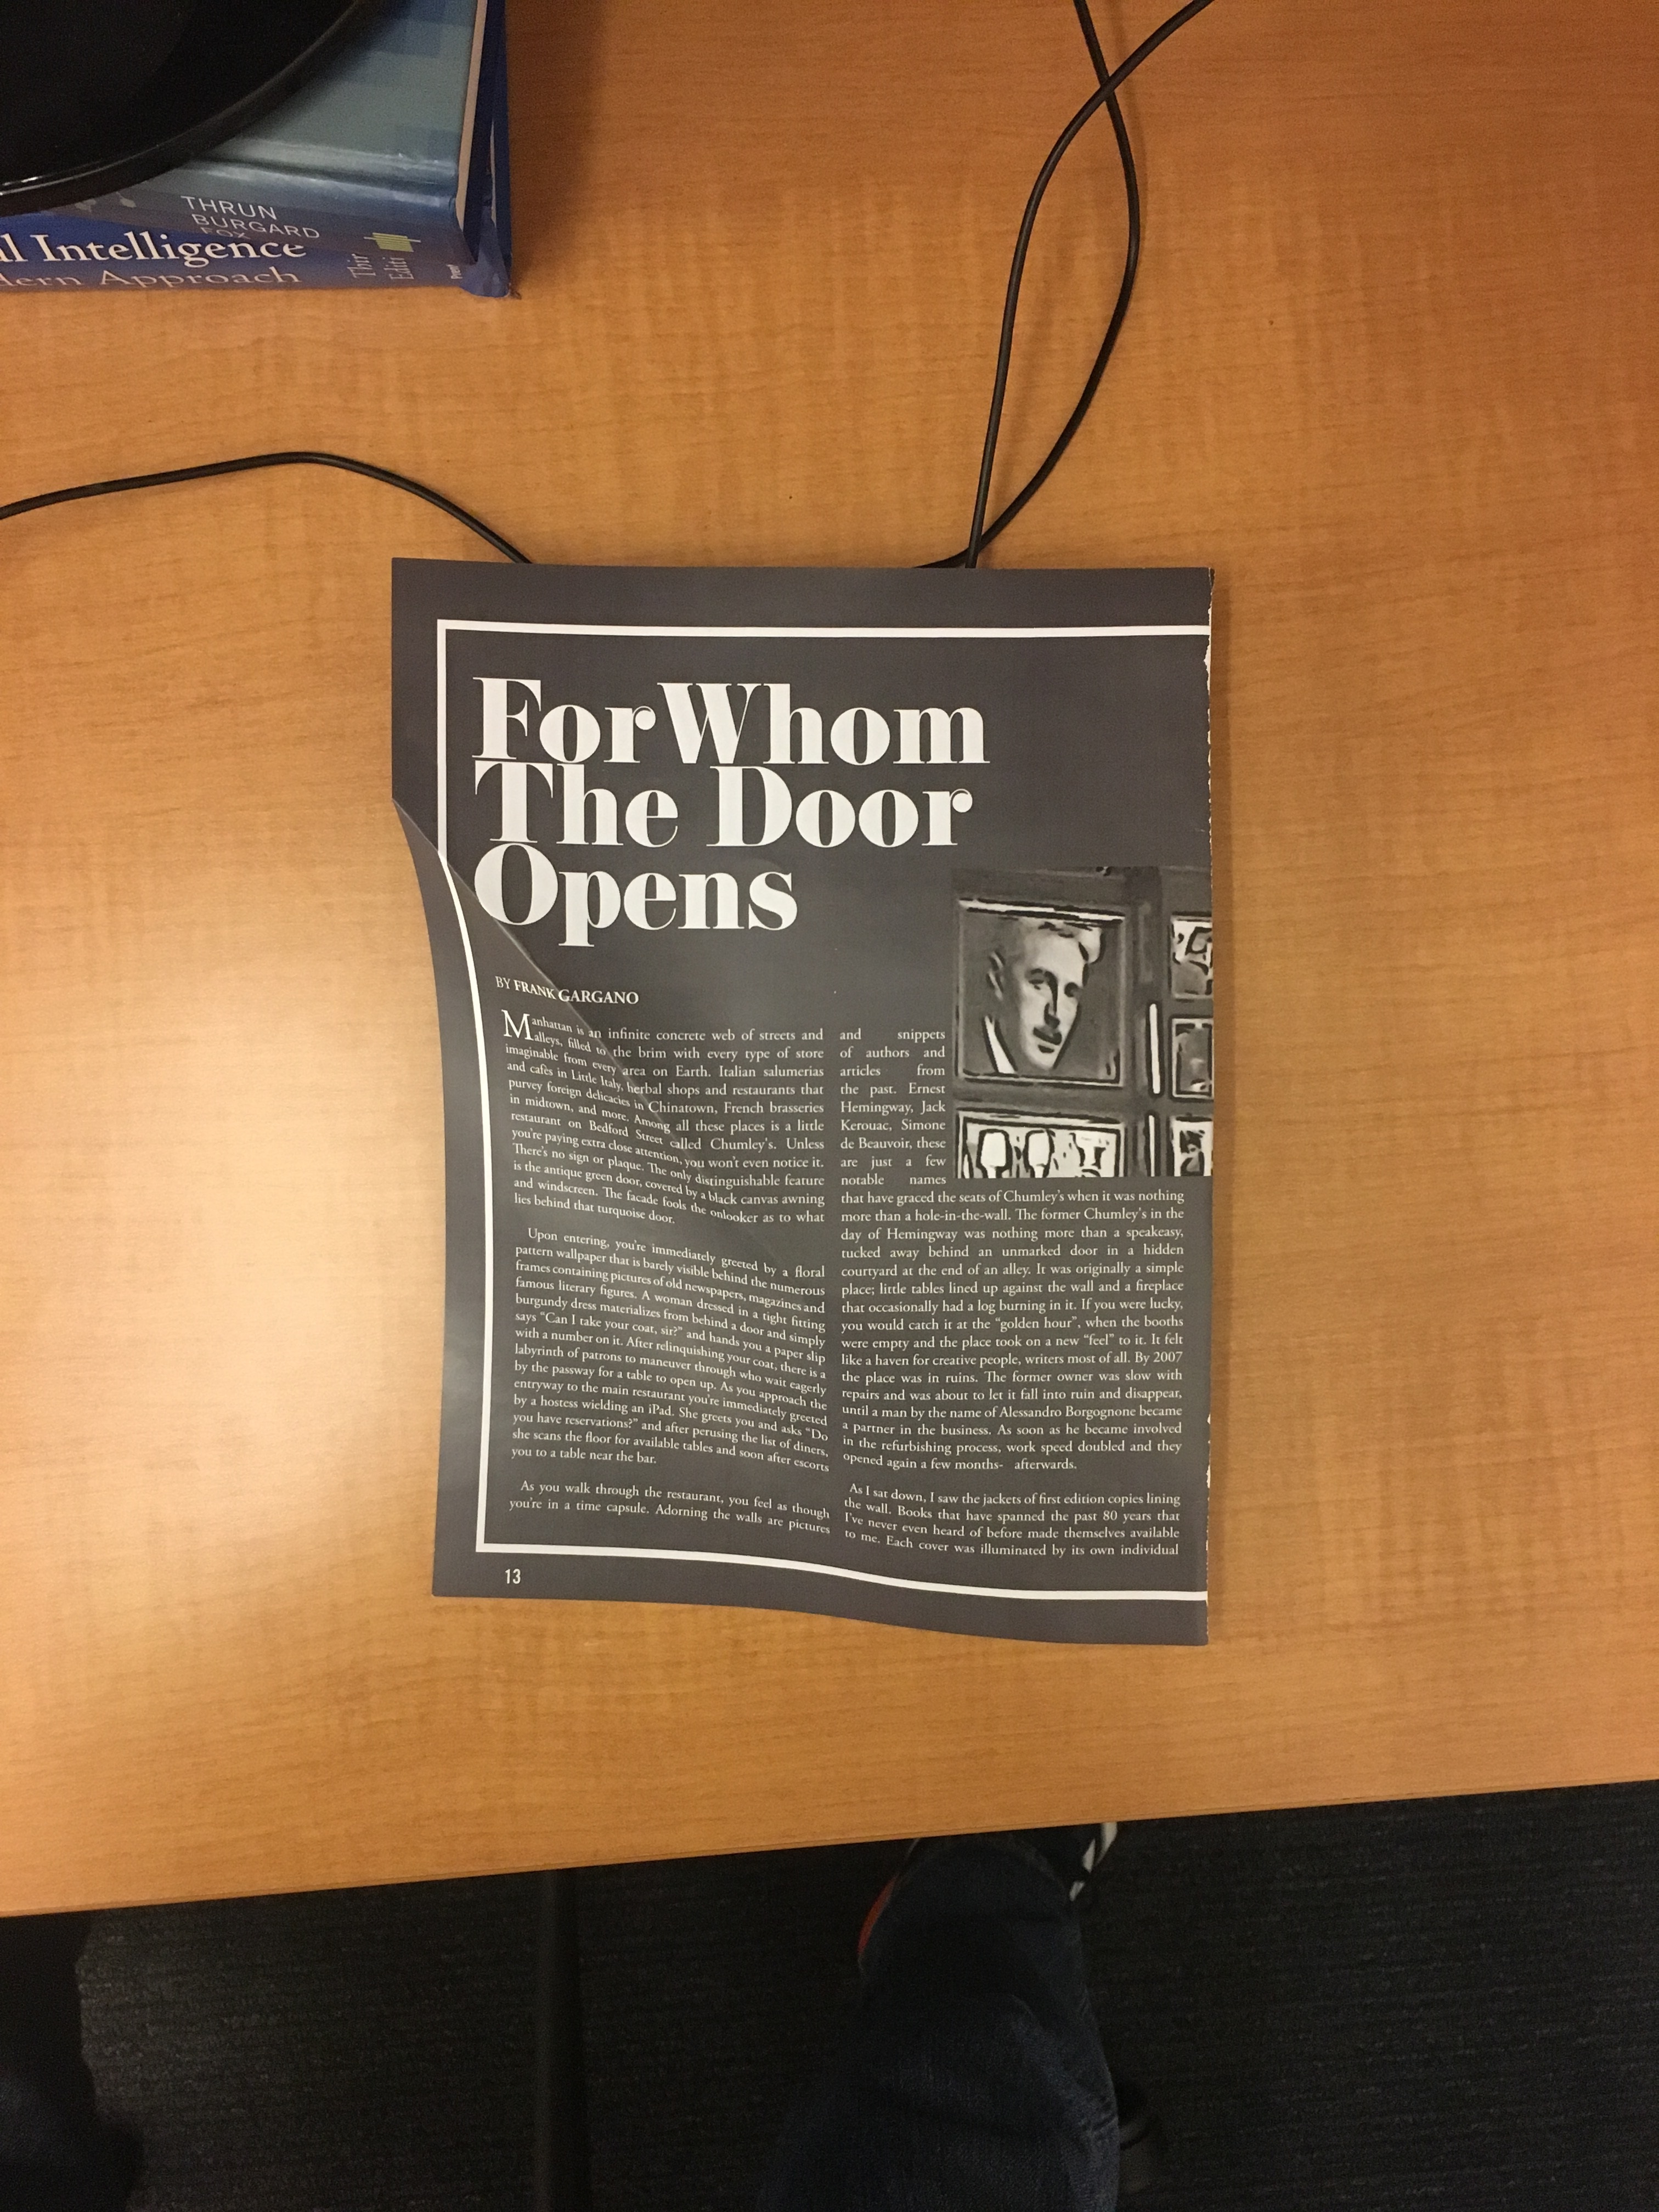 THRUN
BURGARD
FOX
al Intelligence
dern Approach
Thir
Editi
For Whom
The Door
Opens
BY FRANK GARGANO
Manhattan is an infinite concrete web of streets and
alleys, filled to the brim with every type of store
imaginable from every area on Earth. Italian salumerias
and cafès in Little Italy, herbal shops and restaurants that
purvey foreign delicacies in Chinatown, French brasseries
in midtown, and more. Among all these places is a little
restaurant on Bedford Street called Chumley's. Unless
you're paying extra close attention, you won't even notice it.
There's no sign or plaque. The only distinguishable feature
is the antique green door, covered by a black canvas awning
and windscreen. The facade fools the onlooker as to what
lies behind that turquoise door.
Upon entering, you're immediately greeted by a floral
pattern wallpaper that is barely visible behind the numerous
frames containing pictures of old newspapers, magazines and
famous literary figures. A woman dressed in a tight fitting
burgundy dress materializes from behind a door and simply
says "Can I take your coat, sir?" and hands you a paper slip
with a number on it. After relinquishing your coat, there is a
labyrinth of patrons to maneuver through who wait eagerly
by the passway for a table to open up. As you approach the
entryway to the main restaurant you're immediately greeted
by a hostess wielding an iPad. She greets you and asks "Do
you have reservations?" and after perusing the list of diners,
she scans the floor for available tables and soon after escorts
you to a table near the bar.
As you walk through the restaurant, you feel as though
you're in a time capsule. Adorning the walls are pictures
and snippets
of authors and
articles from
the past. Ernest
Hemingway, Jack
Kerouac, Simone
de Beauvoir, these
are just a few
notable names
that have graced the seats of Chumley's when it was nothing
more than a hole-in-the-wall. The former Chumley's in the
day of Hemingway was nothing more than a speakeasy,
tucked away behind an unmarked door in a hidden
courtyard at the end of an alley. It was originally a simple
place; little tables lined up against the wall and a fireplace
that occasionally had a log burning in it. If you were lucky,
you would catch it at the "golden hour", when the booths
were empty and the place took on a new "feel" to it. It felt
like a haven for creative people, writers most of all. By 2007
the place was in ruins. The former owner was slow with
repairs and was about to let it fall into ruin and disappear,
until a man by the name of Alessandro Borgognone became
a partner in the business. As soon as he became involved
in the refurbishing process, work speed doubled and they
opened again a few months- afterwards.
As I sat down, I saw the jackets of first edition copies lining
the wall. Books that have spanned the past 80 years that
I've never even heard of before made themselves available
to me. Each cover was illuminated by its own individual
13